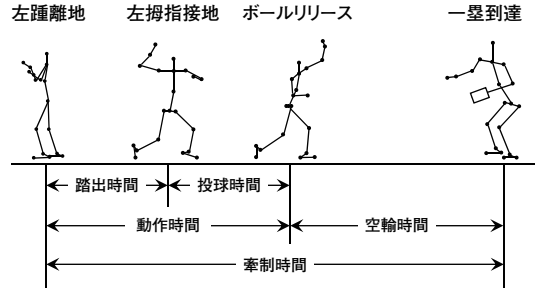 左踵離地 左拇指接地 ボールリリース 一塁到達
踏出時間 投球時間
動作時間 空輸時間
牽制時間